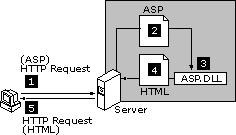 ASP
2
3
(ASP)
HTTP Request
1
4
ASP.DLL
HTML
5
Server
HTTP Request
(HTML)